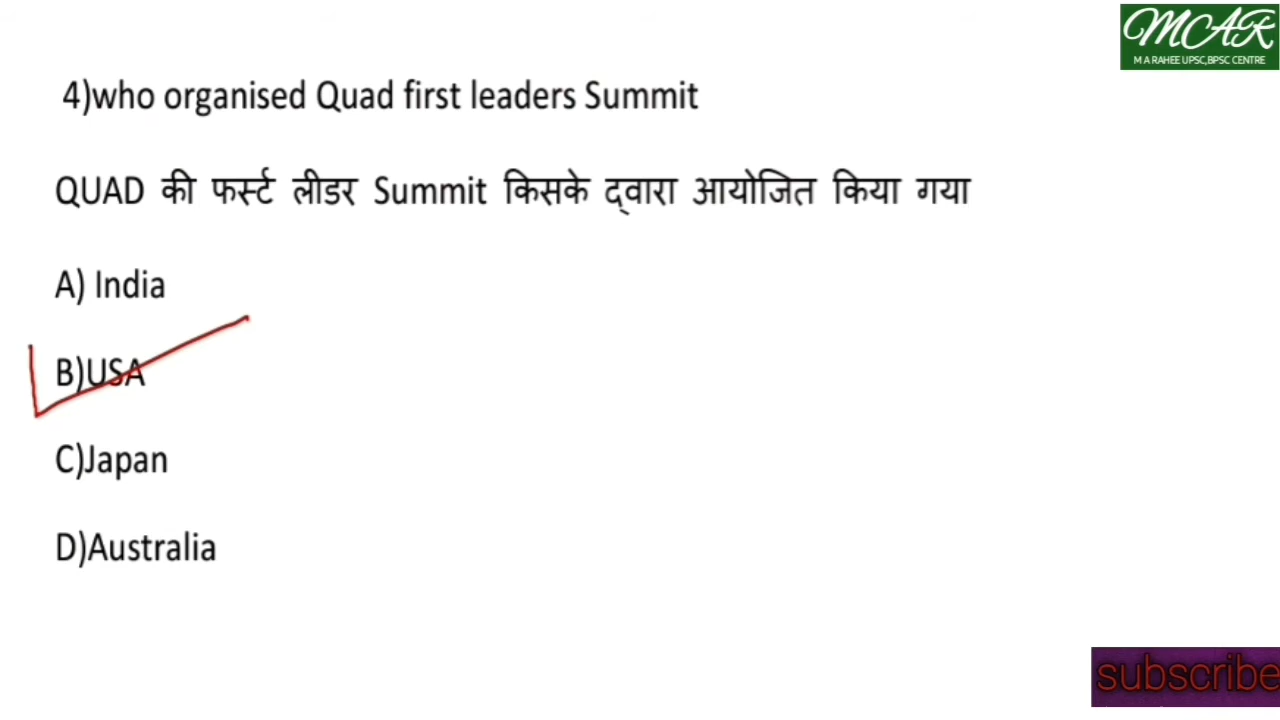 MCAR
M A RAHEE UPSC,BPSC CENTRE
4)who organised Quad first leaders Summit
QUAD की फर्स्ट लीडर Summit किसके द्वारा आयोजित किया गया
A) India
B)USA
C)Japan
D)Australia
subscribe